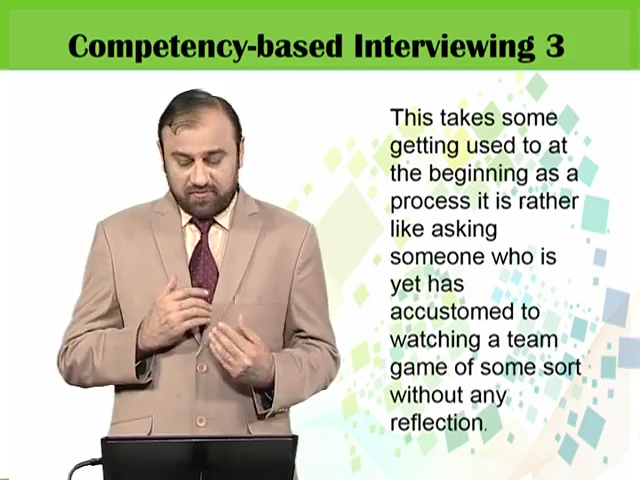 Competency-based Interviewing 3
This takes some
getting used to at
the beginning as a
process it is rather
like asking
someone who is
yet has
accustomed to
watching a team
game of some sort
without any
reflection.